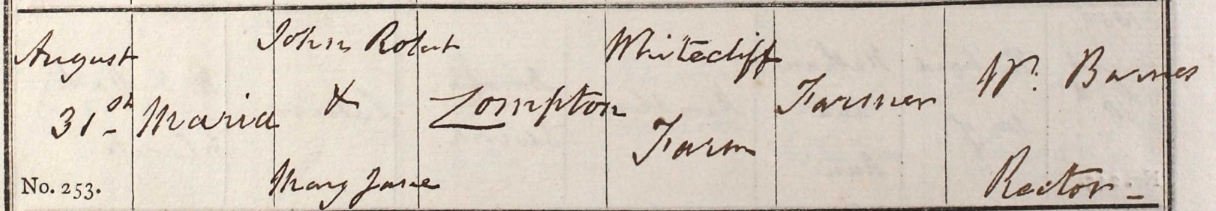 August
31st
No. 253.
Maria
John Robert
&
Mary Jane
Lompton
Whitecliff
Farm
Farmer
W. Barnes
Rector